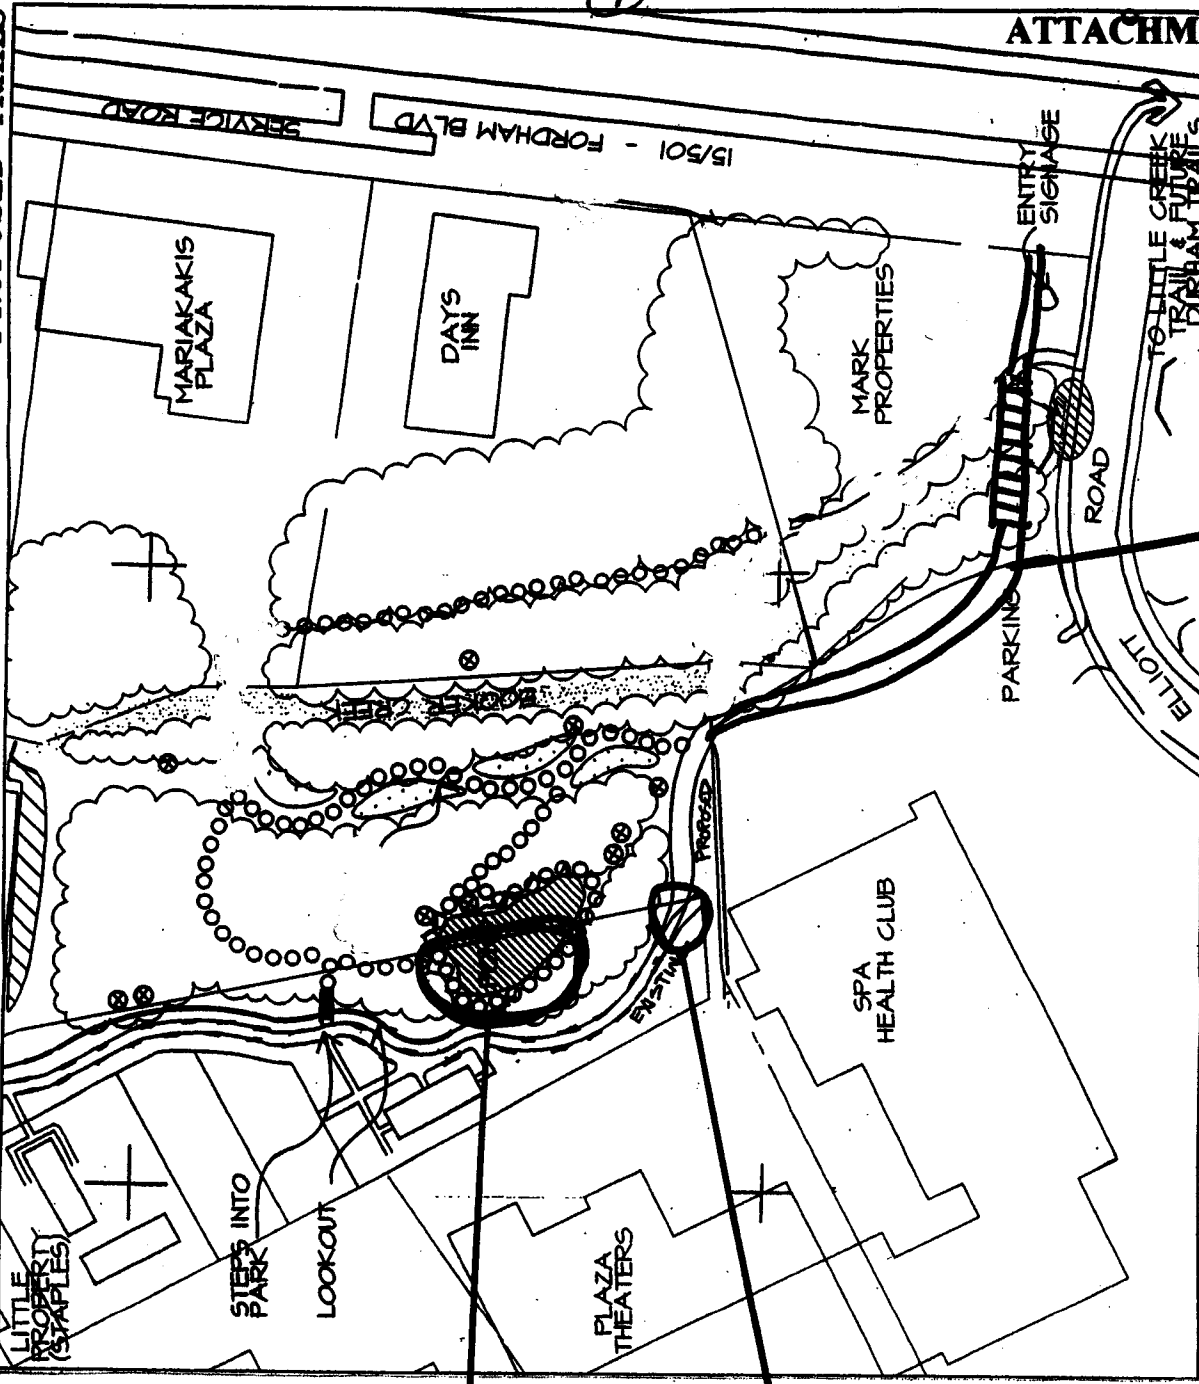 ATTACHM
SERVICE ROAD
15/501 - FORDHAM BLVD
ENTRY
SIGNAGE
TO LITTLE CREEK
TRAIL & FUTURE
DURHAM TRAILS
MARIAKAKIS
PLAZA
DAYS
INN
MARK
PROPERTIES
ROAD
ELLIOTT
PARKING
PROPOSED
EXISTING
SPA
HEALTH CLUB
STEPS INTO
PARK
LOOKOUT
LITTLE
PROPERTY
(STAPLES)
PLAZA
THEATERS